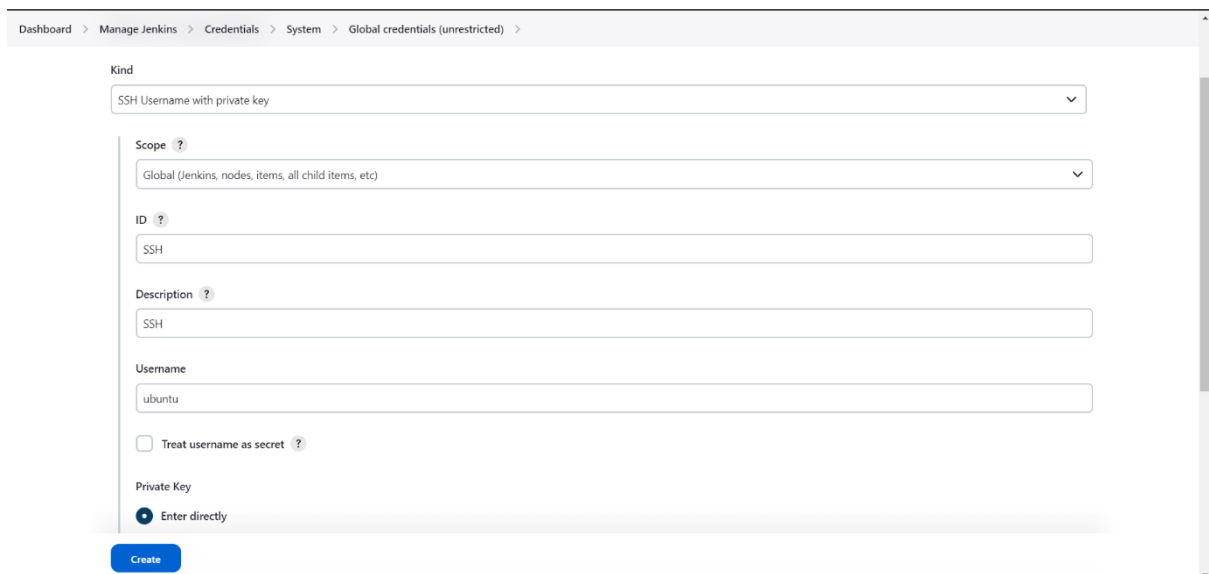 Dashboard > Manage Jenkins > Credentials > System > Global credentials (unrestricted) >
Kind
SSH Username with private key
Scope ?
Global (Jenkins, nodes, items, all child items, etc)
ID ?
SSH
Description ?
SSH
Username
ubuntu
Treat username as secret ?
Private Key
Enter directly
Create